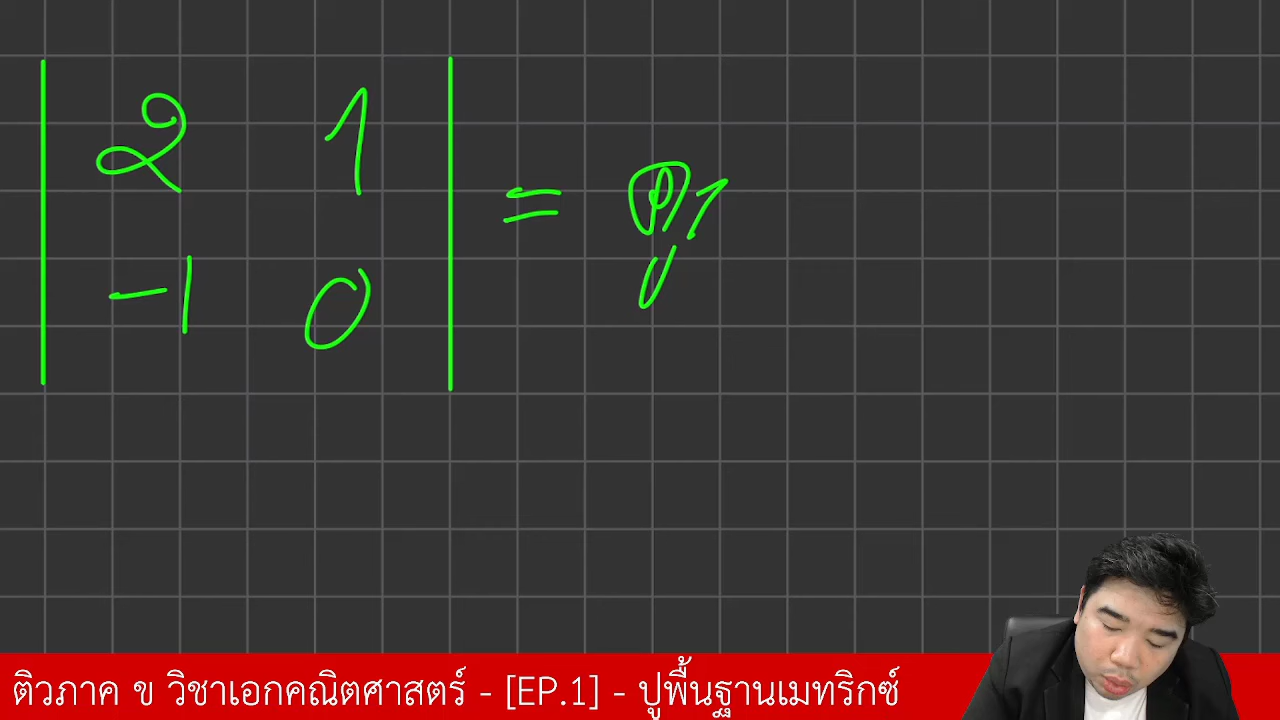 2 1
-1 0
=
ติวภาค ข วิชาเอกคณิตศาสตร์ - [EP.1] - ปูพื้นฐานเมทริกซ์